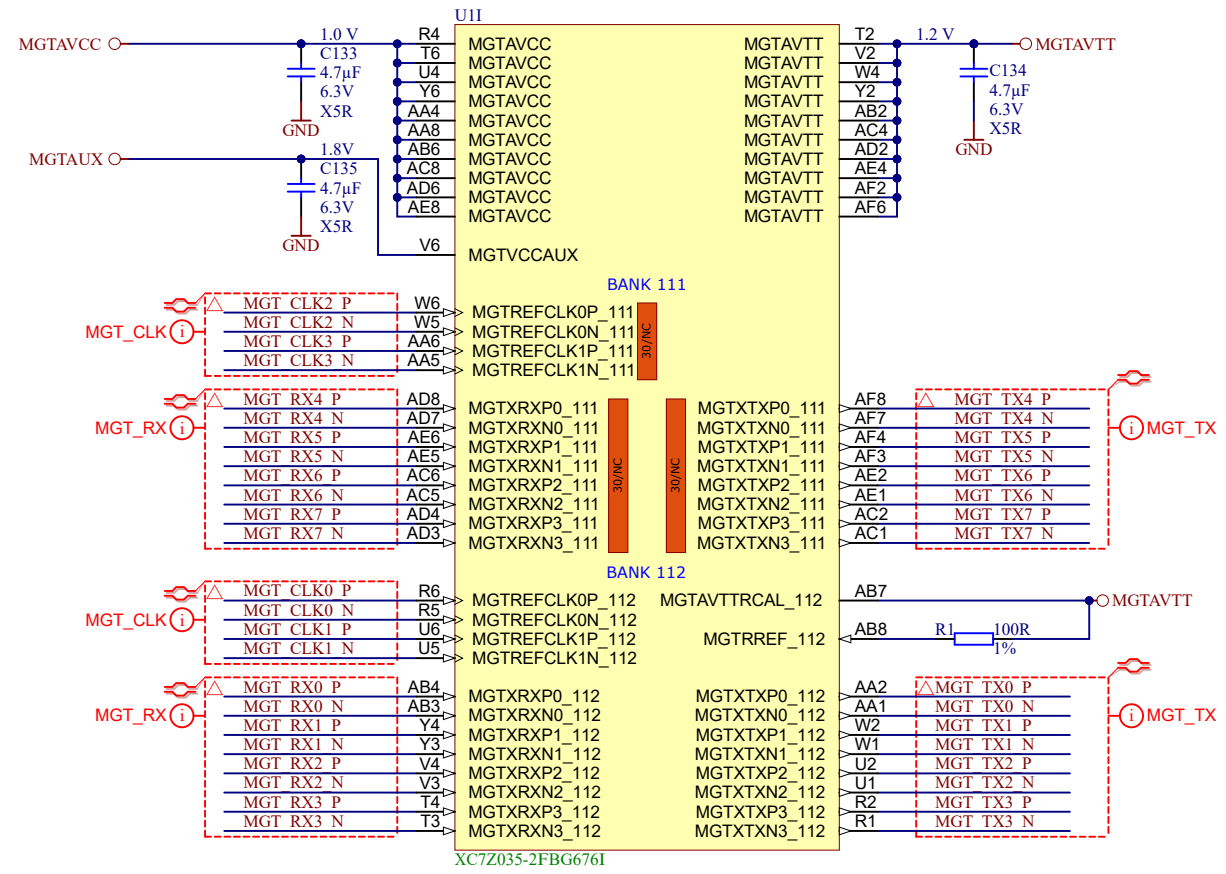 U1I
MGTAVCC 1.0 V R4 MGTAVCC MGTAVTT T2 1.2 V MGTAVTT
C133 T6 MGTAVCC MGTAVTT V2
4.7µF U4 MGTAVCC MGTAVTT W4 C134
6.3V Y6 MGTAVCC MGTAVTT Y2 4.7µF
X5R AA4 MGTAVCC MGTAVTT AB2 6.3V
GND AA8 MGTAVCC MGTAVTT AC4 X5R
MGTAUX 1.8V AB6 MGTAVCC MGTAVTT AD2 GND
C135 AC8 MGTAVCC MGTAVTT AE4
4.7µF AD6 MGTAVCC MGTAVTT AF2
6.3V AE8 MGTAVCC MGTAVTT AF6
X5R
GND V6 MGTVCCAUX
BANK 111
MGT_CLK
MGT_CLK2_P W6 MGTREFCLK0P_111
MGT_CLK2_N W5 MGTREFCLK0N_111
MGT_CLK3_P AA6 MGTREFCLK1P_111
MGT_CLK3_N AA5 MGTREFCLK1N_111
30/NC
MGT_RX
MGT_RX4_P AD8 MGTXRXP0_111 MGTXTXP0_111 AF8 MGT_TX4_P
MGT_RX4_N AD7 MGTXRXN0_111 MGTXTXN0_111 AF7 MGT_TX4_N
MGT_RX5_P AE6 MGTXRXP1_111 MGTXTXP1_111 AF4 MGT_TX5_P
MGT_RX5_N AE5 MGTXRXN1_111 MGTXTXN1_111 AF3 MGT_TX5_N
MGT_RX6_P AC6 MGTXRXP2_111 MGTXTXP2_111 AE2 MGT_TX6_P
MGT_RX6_N AC5 MGTXRXN2_111 MGTXTXN2_111 AE1 MGT_TX6_N
MGT_RX7_P AD4 MGTXRXP3_111 MGTXTXP3_111 AC2 MGT_TX7_P
MGT_RX7_N AD3 MGTXRXN3_111 MGTXTXN3_111 AC1 MGT_TX7_N
30/NC 30/NC
MGT_TX
BANK 112
MGT_CLK
MGT_CLK0_P R6 MGTREFCLK0P_112 MGTAVTTRCAL_112 AB7 MGTAVTT
MGT_CLK0_N R5 MGTREFCLK0N_112
MGT_CLK1_P U6 MGTREFCLK1P_112 MGTRREF_112 AB8 R1 100R
MGT_CLK1_N U5 MGTREFCLK1N_112 1%
MGT_RX
MGT_RX0_P AB4 MGTXRXP0_112 MGTXTXP0_112 AA2 MGT_TX0_P
MGT_RX0_N AB3 MGTXRXN0_112 MGTXTXN0_112 AA1 MGT_TX0_N
MGT_RX1_P Y4 MGTXRXP1_112 MGTXTXP1_112 W2 MGT_TX1_P
MGT_RX1_N Y3 MGTXRXN1_112 MGTXTXN1_112 W1 MGT_TX1_N
MGT_RX2_P V4 MGTXRXP2_112 MGTXTXP2_112 U2 MGT_TX2_P
MGT_RX2_N V3 MGTXRXN2_112 MGTXTXN2_112 U1 MGT_TX2_N
MGT_RX3_P T4 MGTXRXP3_112 MGTXTXP3_112 R2 MGT_TX3_P
MGT_RX3_N T3 MGTXRXN3_112 MGTXTXN3_112 R1 MGT_TX3_N
MGT_TX
XC7Z035-2FBG676I